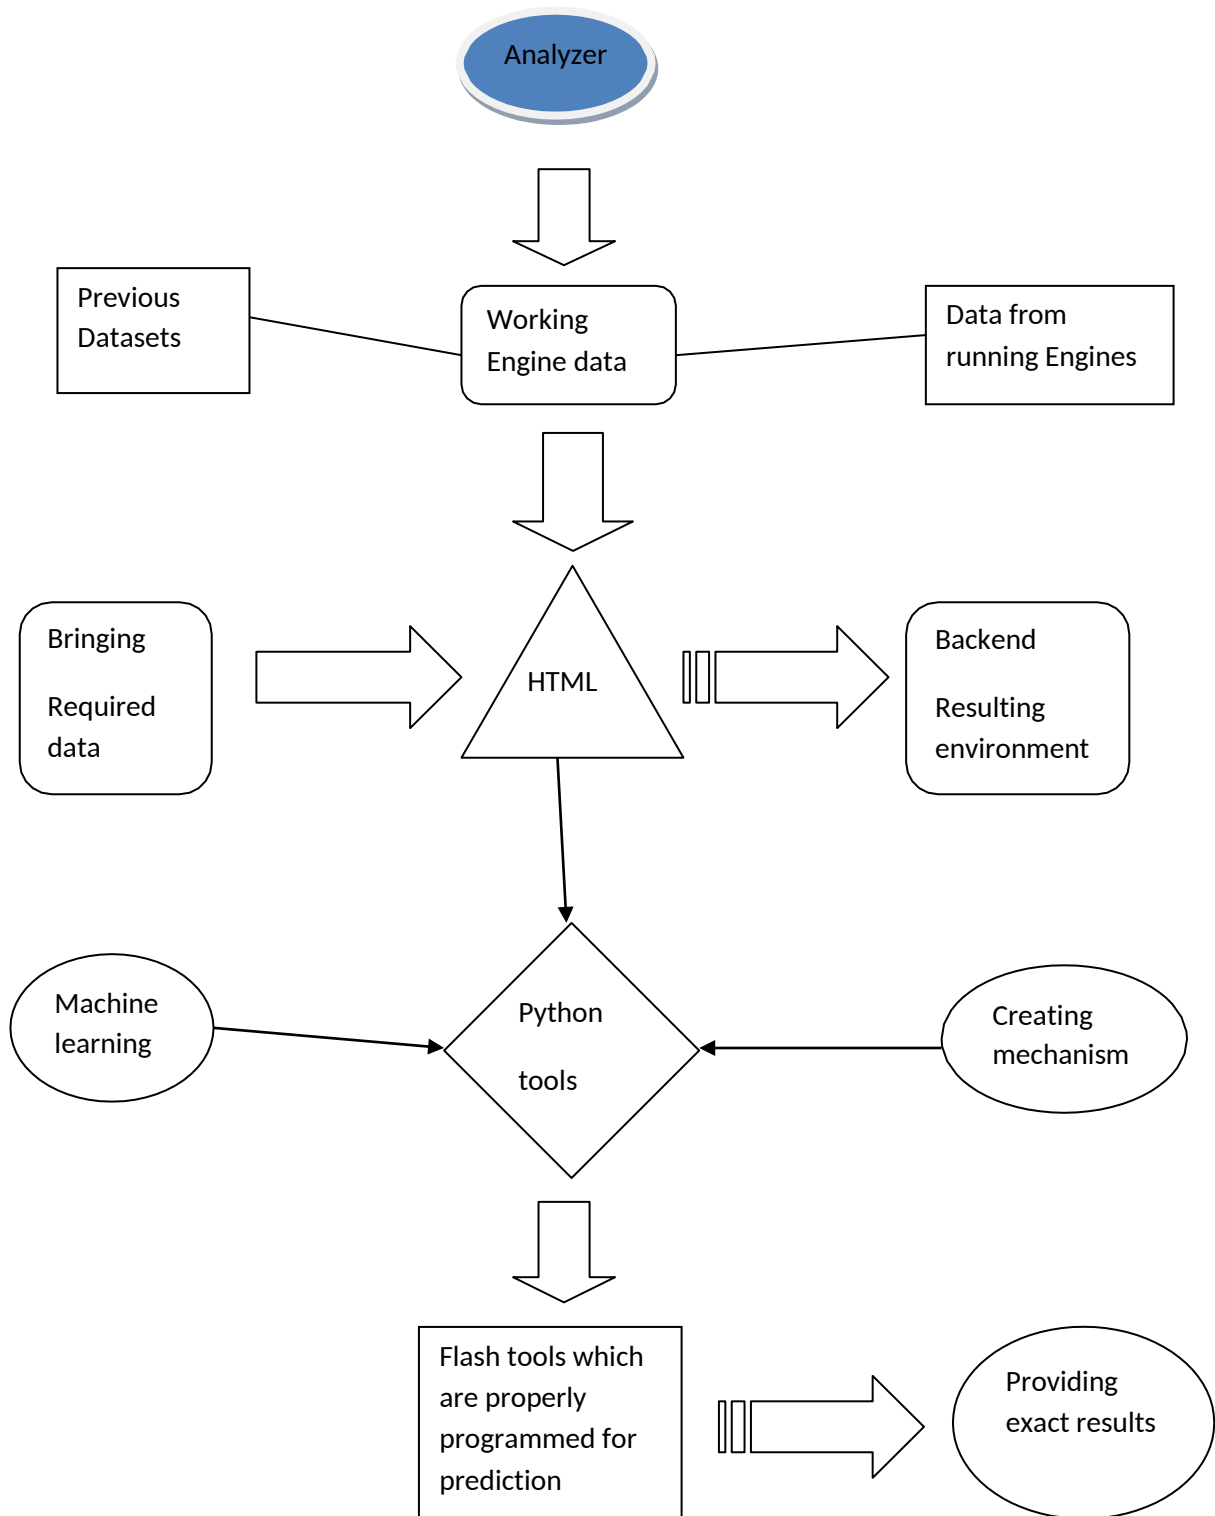 Analyzer
Previous
Datasets
Working
Engine data
Data from
running Engines
Bringing
Required
data
HTML
Backend
Resulting
environment
Machine
learning
Python
tools
Creating
mechanism
Flash tools which
are properly
programmed for
prediction
Providing
exact results